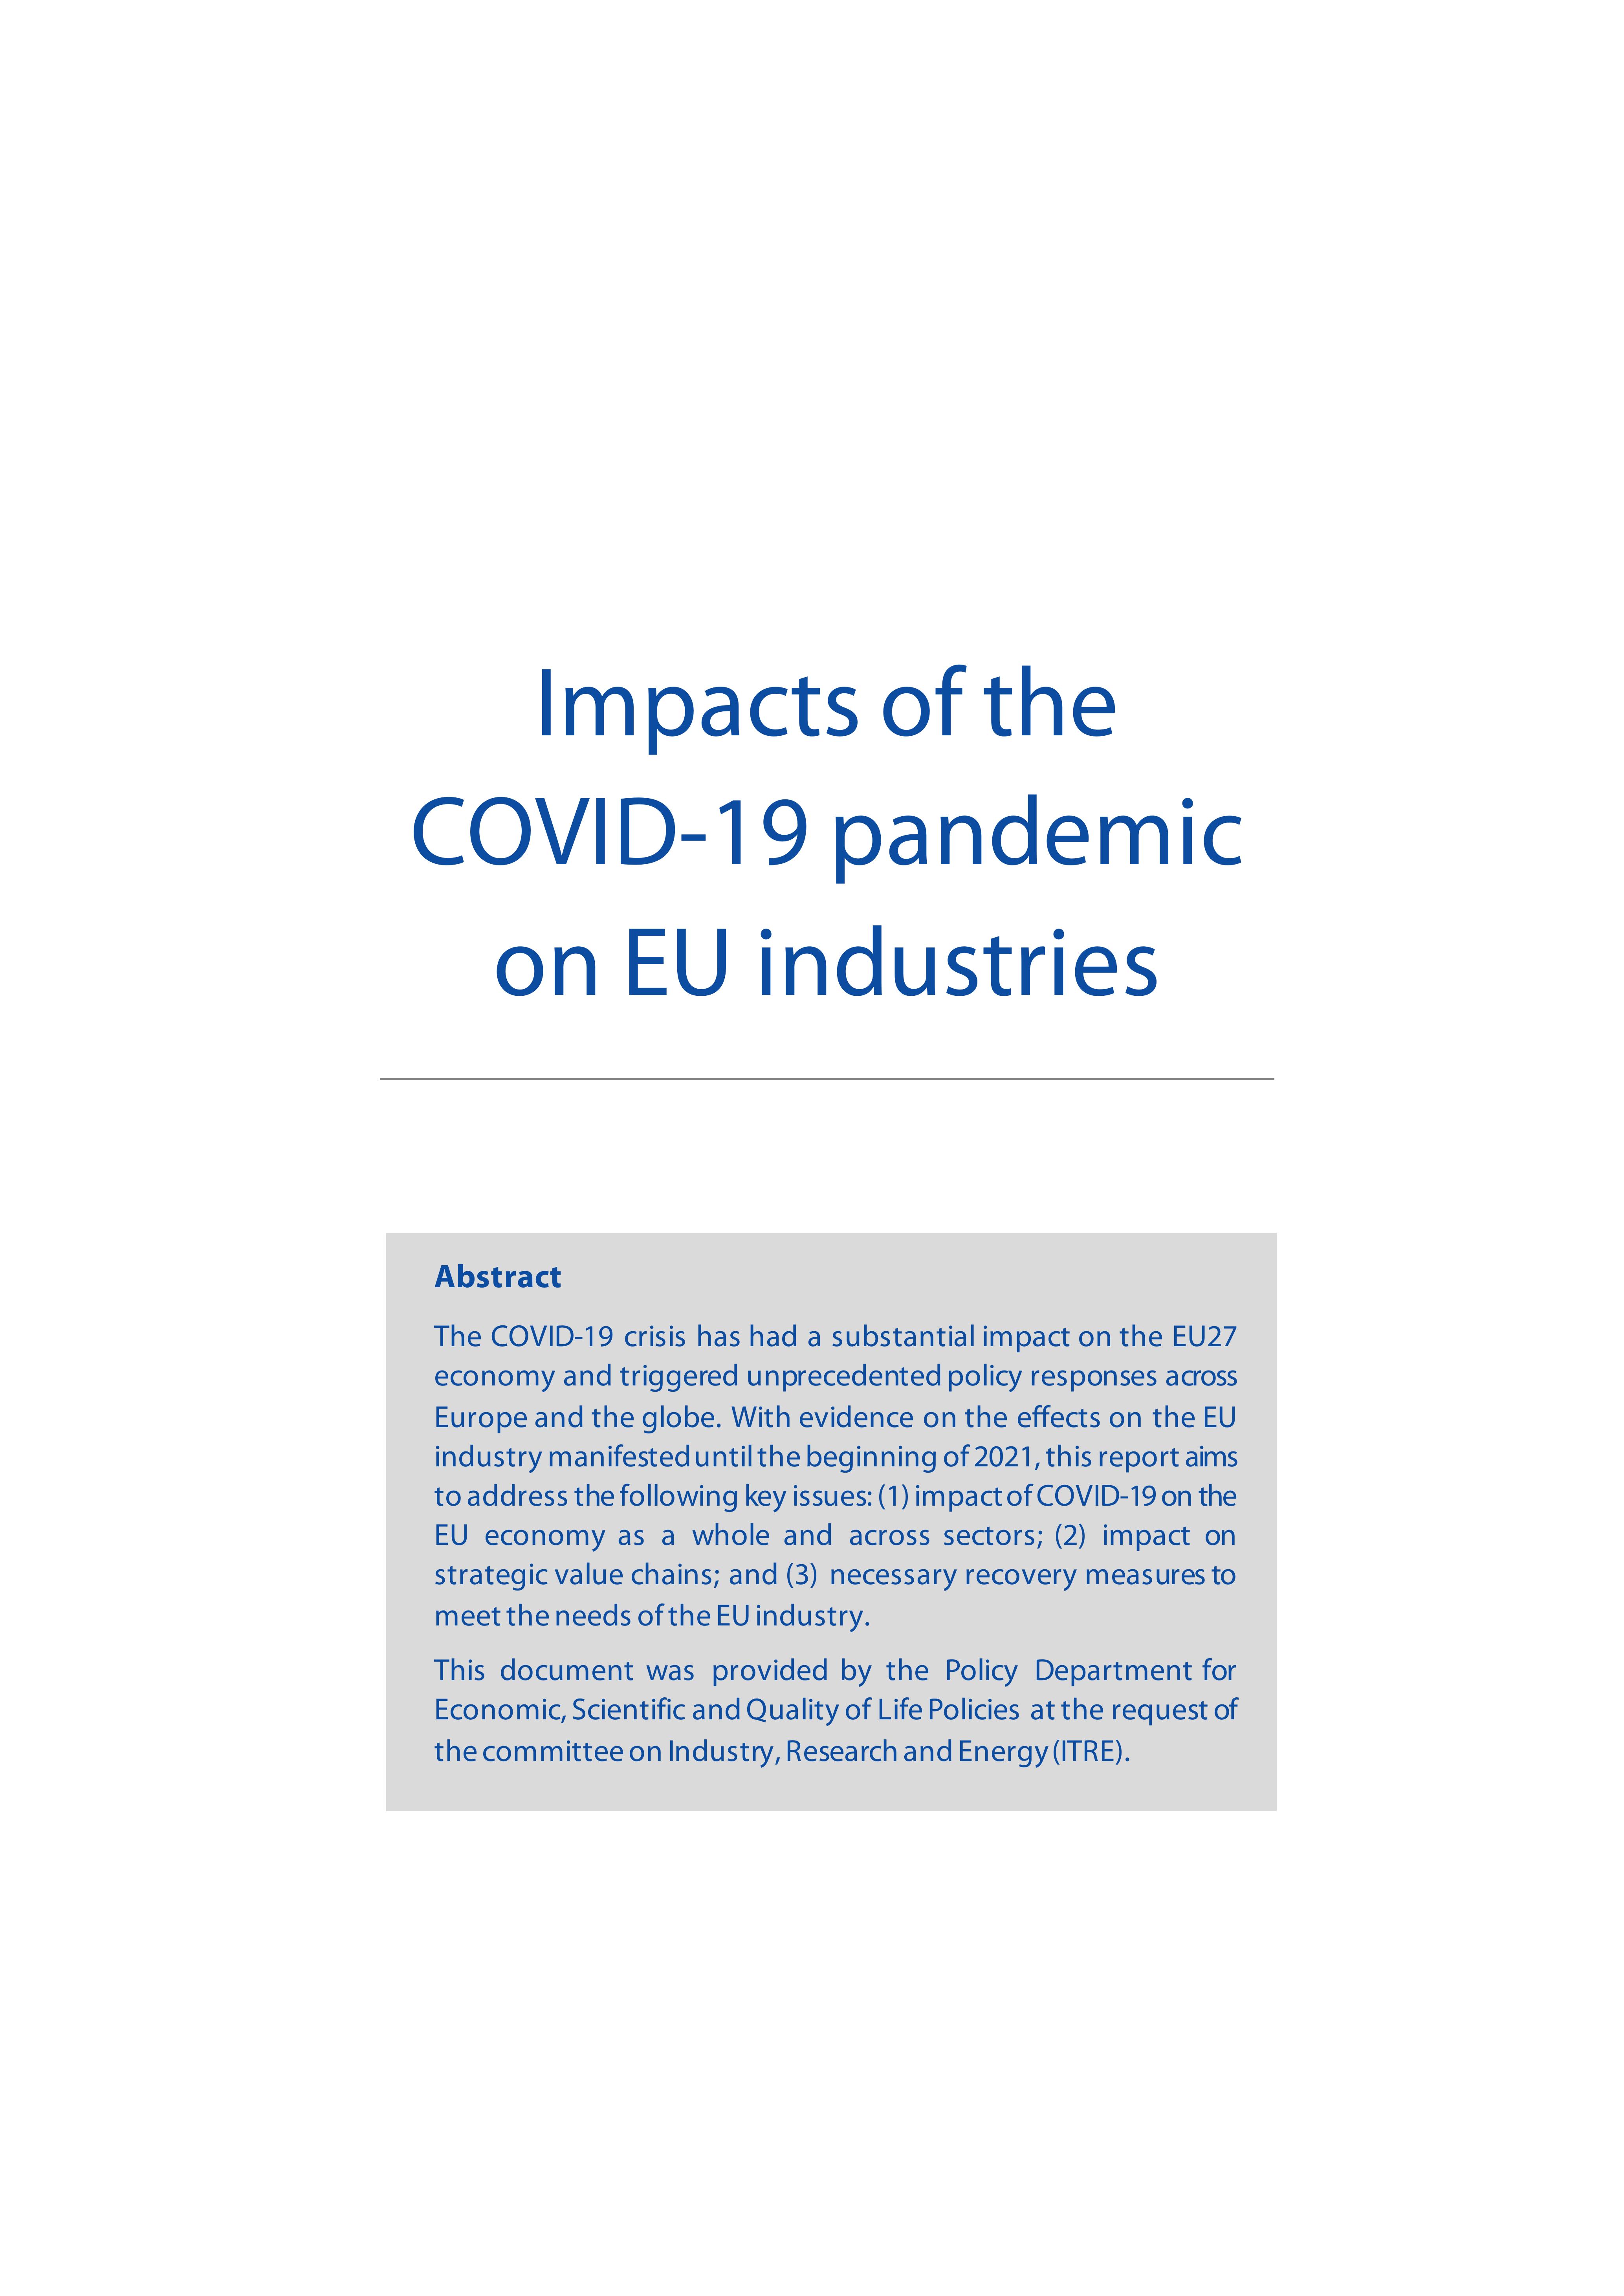 Impacts of the
COVID-19 pandemic
on EU industries
Abstract
The COVID-19 crisis has had a substantial impact on the EU27
economy and triggered unprecedented policy responses across
Europe and the globe. With evidence on the effects on the EU
industry manifested until the beginning of 2021, this report aims
to address the following key issues: (1) impact of COVID-19 on the
EU economy as a whole and across sectors; (2) impact on
strategic value chains; and (3) necessary recovery measures to
meet the needs of the EU industry.
This document was provided by the Policy Department for
Economic, Scientific and Quality of Life Policies at the request of
the committee on Industry, Research and Energy (ITRE).